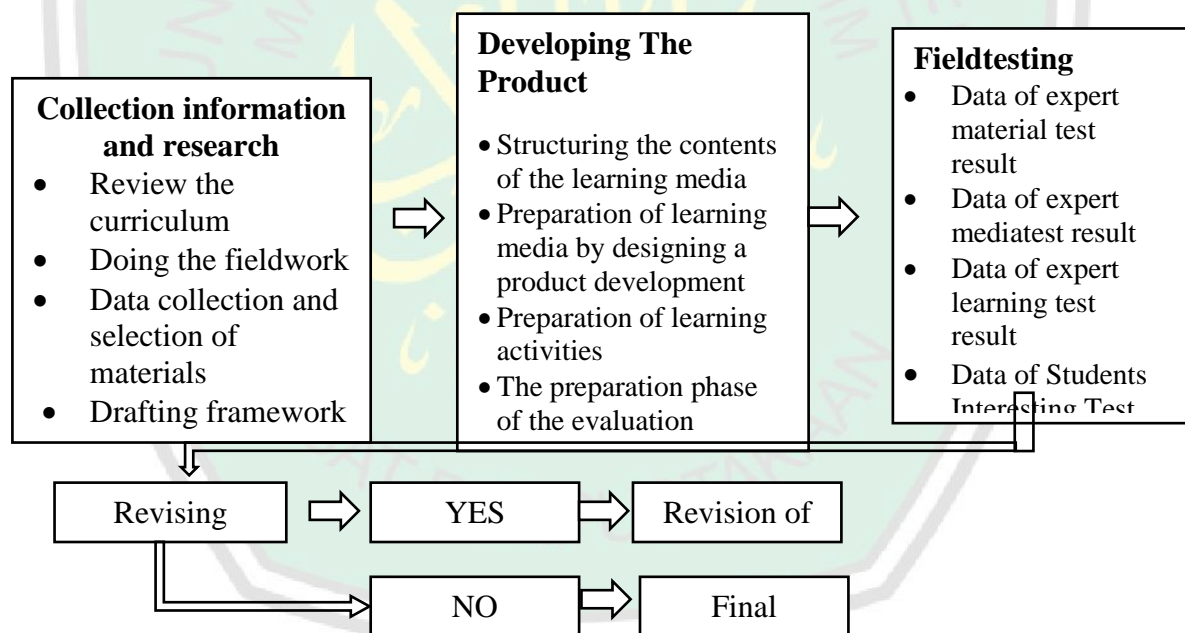 Collection information
and research
• Review the
curriculum
• Doing the fieldwork
• Data collection and
selection of
materials
• Drafting framework
Developing The
Product
• Structuring the contents
of the learning media
• Preparation of learning
media by designing a
product development
• Preparation of learning
activities
• The preparation phase
of the evaluation
Fieldtesting
• Data of expert
material test
result
• Data of expert
mediatest result
• Data of expert
learning test
result
• Data of Students
Interesting Test
Revising
YES
Revision of
NO
Final